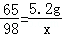 65/98 = 5.2g/x